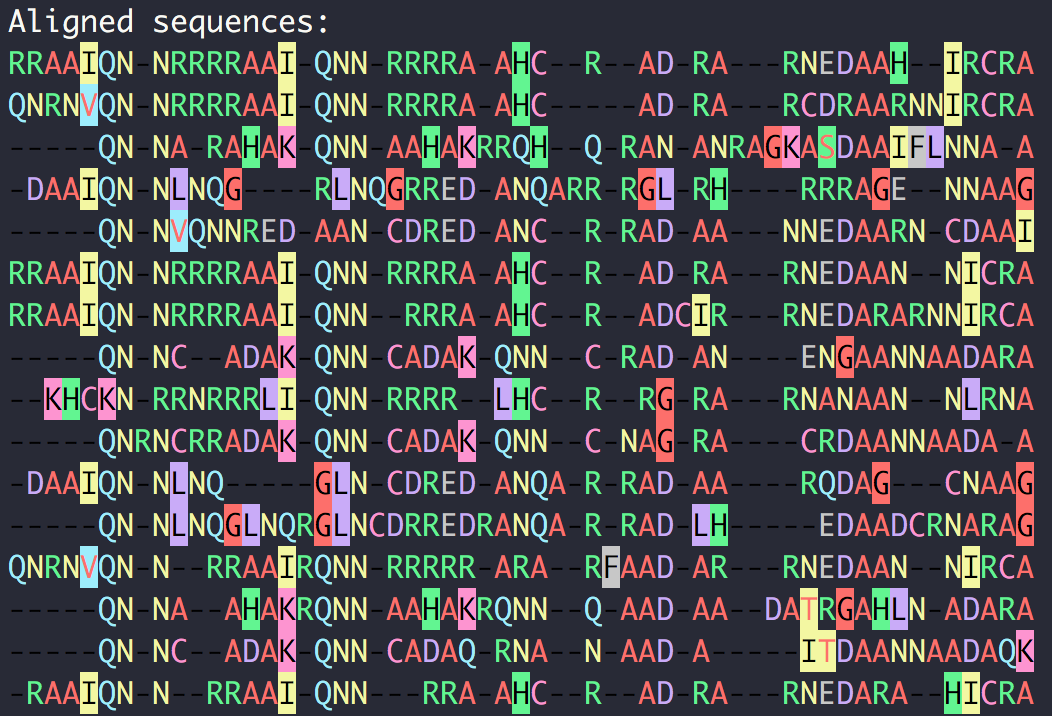 Aligned sequences:
RRAAIQN-NRRRRAAI-QNN-RRRRA-AHC--R--AD-RA---RNEDAAH--IRCRA
QNRNVQN-NRRRRAAI-QNN-RRRRA-AHC-----AD-RA---RCDRAARNNIRCRA
-----QN-NA-RAHAK-QNN-AAHAKRRQH--Q-RAN-ANRAGKASDAAIFLNNA-A
-DAAIQN-NLNQG----RLNQGRRED-ANQARR-RGL-RH----RRRAGE--NNAAG
-----QN-NVQNNRED-AAN-CDRED-ANC--R-RAD-AA---NNEDAARN-CDAAI
RRAAIQN-NRRRRAAI-QNN-RRRRA-AHC--R--AD-RA---RNEDAAN--NICRA
RRAAIQN-NRRRRAAI-QNN--RRRA-AHC--R--ADCIR---RNEDARARNNIRCA
-----QN-NC--ADAK-QNN-CADAK-QNN--C-RAD-AN----ENGAANNAADARA
--KHCKN-RRNRRRLI-QNN-RRRR--LHC--R--RG-RA---RNANAAN--NLRNA
-----QNRNCRRADAK-QNN-CADAK-QNN--C-NAG-RA----CRDAANNAADA-A
-DAAIQN-NLNQ-----GLN-CDRED-ANQA-R-RAD-AA----RQDAG---CNAAG
-----QN-NLNQGLNQRGLNCDRREDRANQA-R-RAD-LH-----EDAADCRNARAG
QNRNVQN-N--RRAAIRQNN-RRRRR-ARA--RFAAD-AR---RNEDAAN--NIRCA
-----QN-NA--AHAKRQNN-AAHAKRQNN--Q-AAD-AA--DATRGAHLN-ADARA
-----QN-NC--ADAK-QNN-CADAQ-RNA--N-AAD-A-----ITDAANNAADAQK
-RAAIQN-N--RRAAI-QNN---RRA-AHC--R--AD-RA---RNEDARA--HICRA